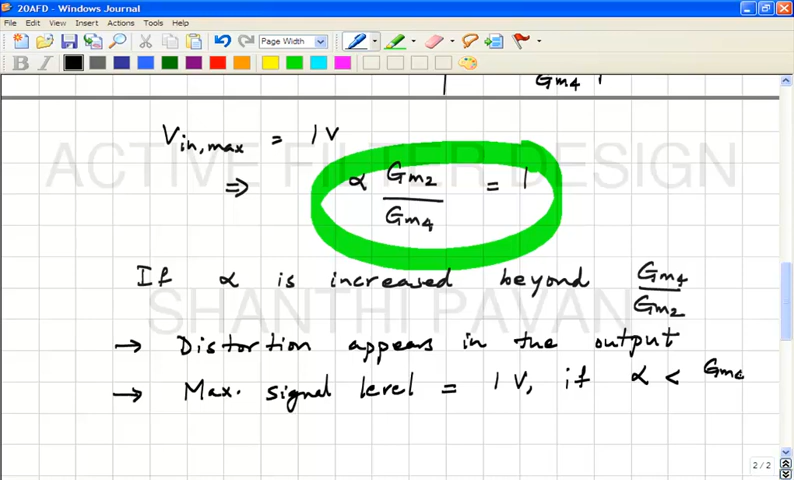 20AFD - Windows Journal
File Edit View Insert Actions Tools Help
Page Width
B I
Gm4
Vin,max = 1V
ACTIVE FILTER DESIGN
⇒ α Gm2 / Gm4 = 1
If α is increased beyond Gm4 / Gm2
SHANTHI PAVAN
→ Distortion appears in the output
→ Max. signal level = 1V, if α < Gm4
2 / 2